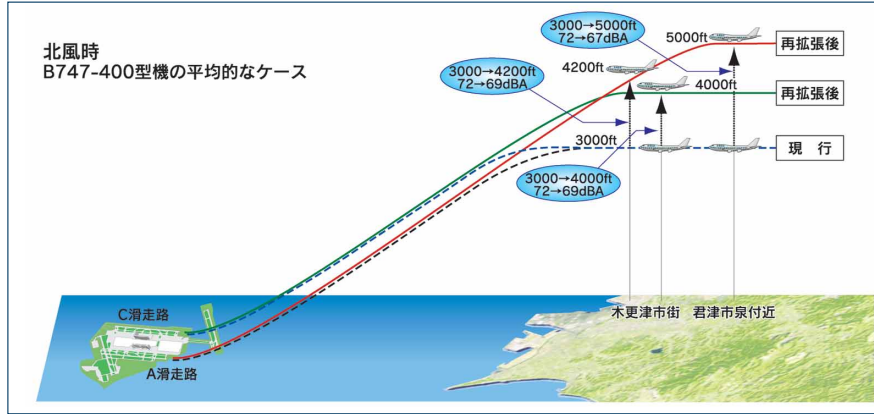 北風時
B747-400型機の平均的なケース
3000→5000ft
72→67dBA
5000ft
再拡張後
3000→4200ft
72→69dBA
4200ft
4000ft
再拡張後
3000ft
現 行
3000→4000ft
72→69dBA
C滑走路
A滑走路
木更津市街
君津市泉付近